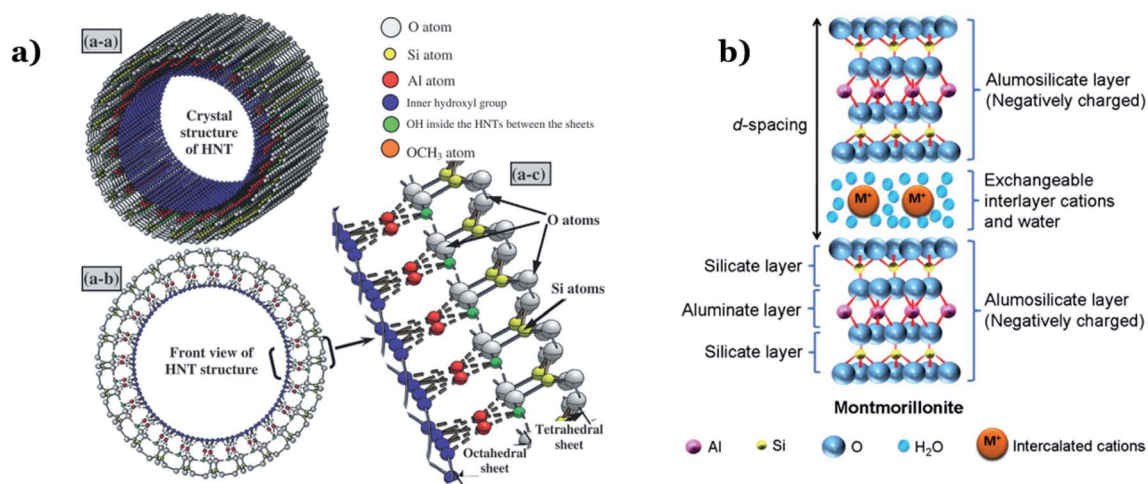 a)
(a-a)
Crystal
structure
of HNT
O atom
Si atom
Al atom
Inner hydroxyl group
OH inside the HNTs between the sheets
OCH₃ atom
(a-b)
Front view of
HNT structure
(a-c)
O atoms
Si atoms
Tetrahedral
sheet
Octahedral
sheet
b)
d-spacing
Alumosilicate layer
(Negatively charged)
M⁺ M⁺
Exchangeable
interlayer cations
and water
Silicate layer
Aluminate layer
Silicate layer
Alumosilicate layer
(Negatively charged)
Montmorillonite
Al Si O H₂O M⁺ Intercalated cations